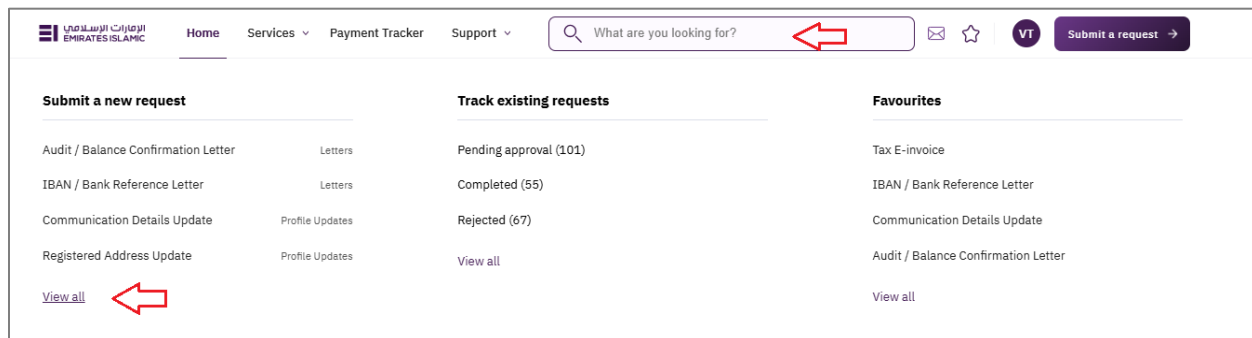 الإمارات الإسلامي
EMIRATES ISLAMIC
Home
Services
Payment Tracker
Support
What are you looking for?
VT
Submit a request →
Submit a new request
Audit / Balance Confirmation Letter Letters
IBAN / Bank Reference Letter Letters
Communication Details Update Profile Updates
Registered Address Update Profile Updates
View all
Track existing requests
Pending approval (101)
Completed (55)
Rejected (67)
View all
Favourites
Tax E-invoice
IBAN / Bank Reference Letter
Communication Details Update
Audit / Balance Confirmation Letter
View all